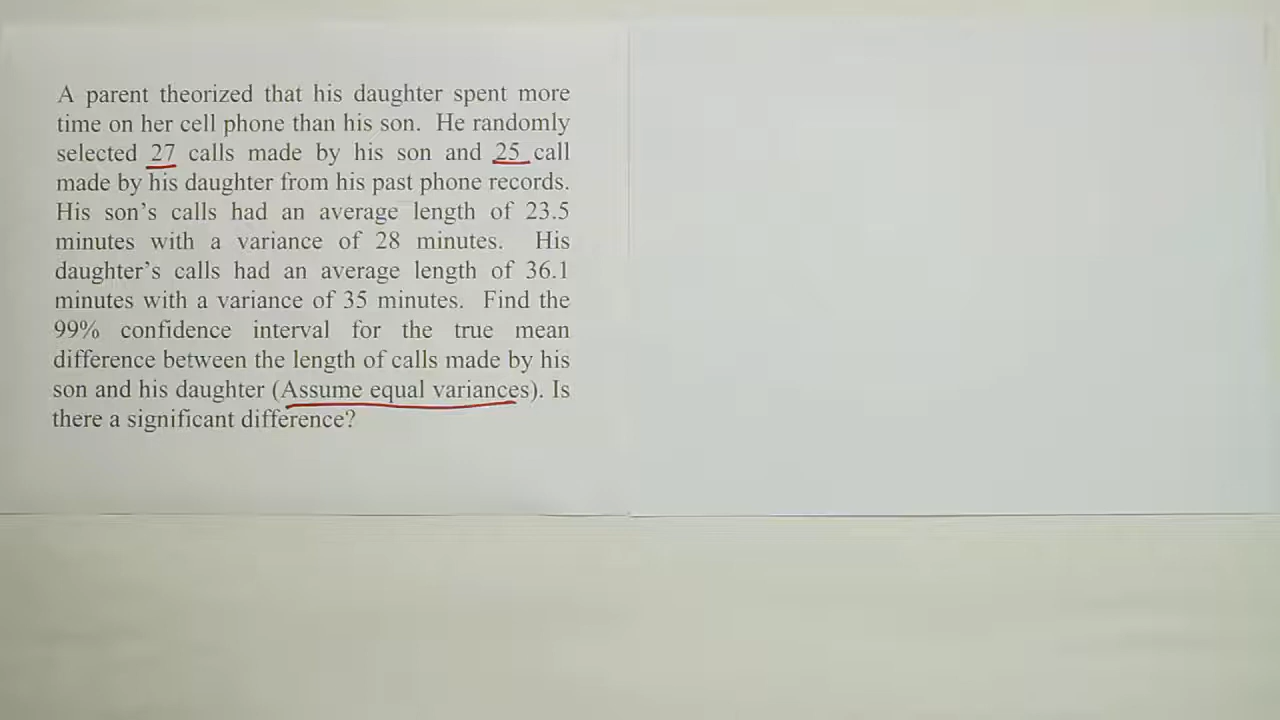 A parent theorized that his daughter spent more
time on her cell phone than his son. He randomly
selected 27 calls made by his son and 25 call
made by his daughter from his past phone records.
His son's calls had an average length of 23.5
minutes with a variance of 28 minutes. His
daughter's calls had an average length of 36.1
minutes with a variance of 35 minutes. Find the
99% confidence interval for the true mean
difference between the length of calls made by his
son and his daughter (Assume equal variances). Is
there a significant difference?